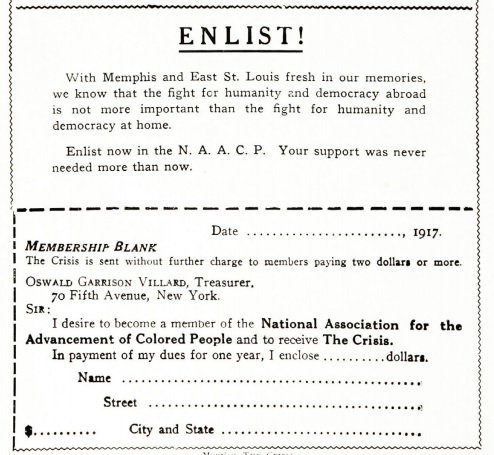 ENLIST!
With Memphis and East St. Louis fresh in our memories,
we know that the fight for humanity and democracy abroad
is not more important than the fight for humanity and
democracy at home.
Enlist now in the N. A. A. C. P. Your support was never
needed more than now.
Date ......................., 1917.
MEMBERSHIP BLANK
The Crisis is sent without further charge to members paying two dollars or more.
OSWALD GARRISON VILLARD, Treasurer,
70 Fifth Avenue, New York.
SIR:
I desire to become a member of the National Association for the
Advancement of Colored People and to receive The Crisis.
In payment of my dues for one year, I enclose ..........dollars.
Name ..........................................
Street ......................................
$.......... City and State ..............................
Mention THE CRISIS